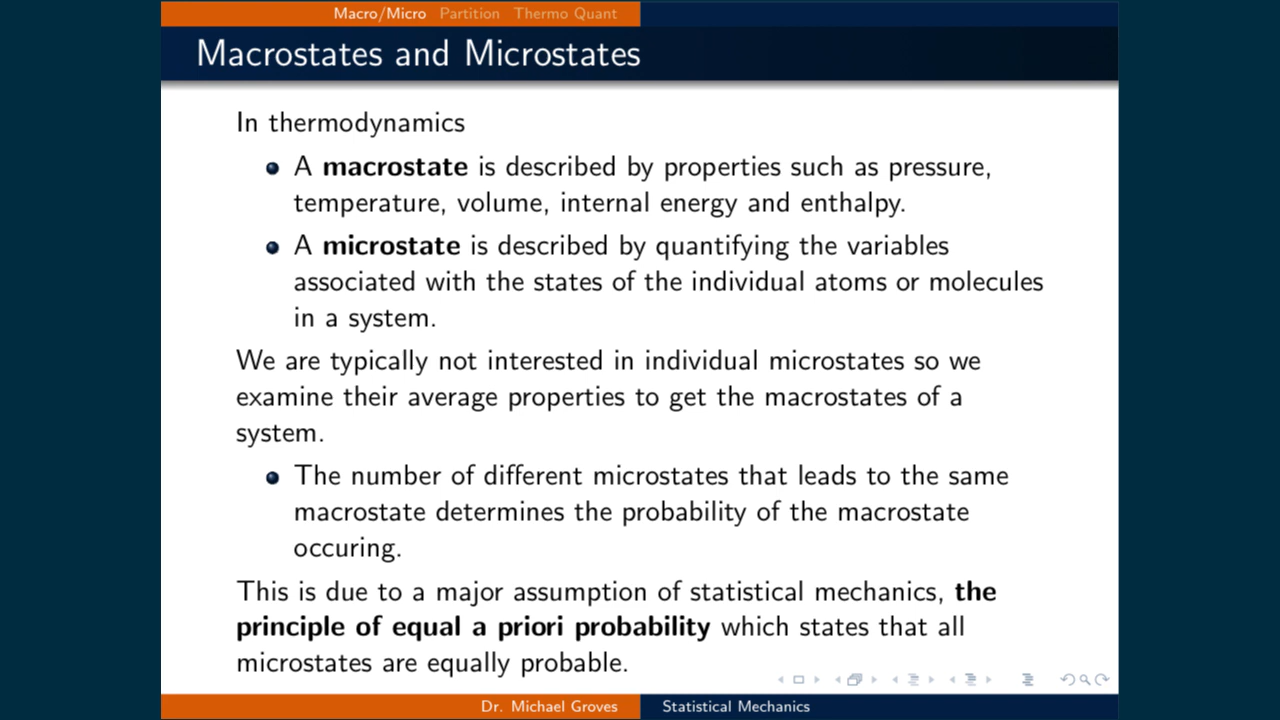 Macro/Micro Partition Thermo Quant
Macrostates and Microstates
In thermodynamics
A macrostate is described by properties such as pressure,
temperature, volume, internal energy and enthalpy.
A microstate is described by quantifying the variables
associated with the states of the individual atoms or molecules
in a system.
We are typically not interested in individual microstates so we
examine their average properties to get the macrostates of a
system.
The number of different microstates that leads to the same
macrostate determines the probability of the macrostate
occuring.
This is due to a major assumption of statistical mechanics, the
principle of equal a priori probability which states that all
microstates are equally probable.
Dr. Michael Groves Statistical Mechanics